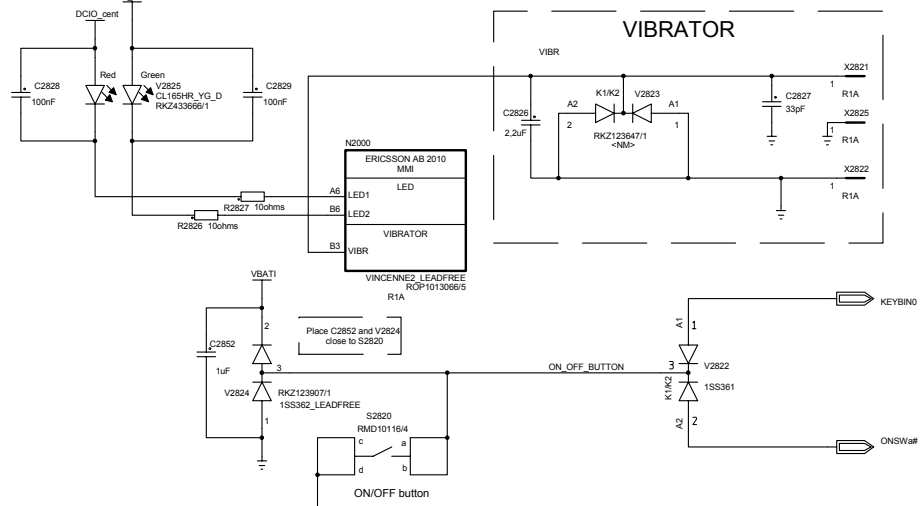 DCIO_cent
VIBRATOR
C2828
100nF
Red
Green
V2825
CL165HR_YG_D
RKZ433666/1
C2829
100nF
VIBR
K1/K2
V2823
A2
2
A1
1
RKZ123647/1
<NM>
C2826
2,2uF
C2827
33pF
X2821
1
R1A
X2825
1
R1A
X2822
1
R1A
N2000
ERICSSON AB 2010
MMI
LED
A6
LED1
B6
LED2
R2827 10ohms
R2826 10ohms
VIBRATOR
B3
VIBR
VINCENNE2_LEADFREE
ROP1013066/5
R1A
VBATI
C2852
1uF
2
3
V2824
RKZ123907/1
1SS362_LEADFREE
1
Place C2852 and V2824
close to S2820
S2820
RMD10116/4
c
a
d
b
ON/OFF button
ON_OFF_BUTTON
KEYBIN0
A1
1
3
V2822
K1/K2
1SS361
A2
2
ONSWa#